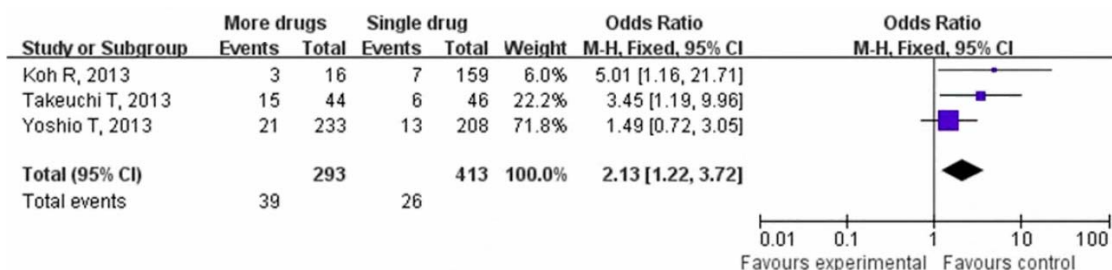 More drugs Single drug Odds Ratio Odds Ratio
Study or Subgroup Events Total Events Total Weight M-H, Fixed, 95% CI M-H, Fixed, 95% CI
Koh R, 2013 3 16 7 159 6.0% 5.01 [1.16, 21.71]
Takeuchi T, 2013 15 44 6 46 22.2% 3.45 [1.19, 9.96]
Yoshio T, 2013 21 233 13 208 71.8% 1.49 [0.72, 3.05]
Total (95% CI) 293 413 100.0% 2.13 [1.22, 3.72]
Total events 39 26
0.01 0.1 1 10 100
Favours experimental Favours control